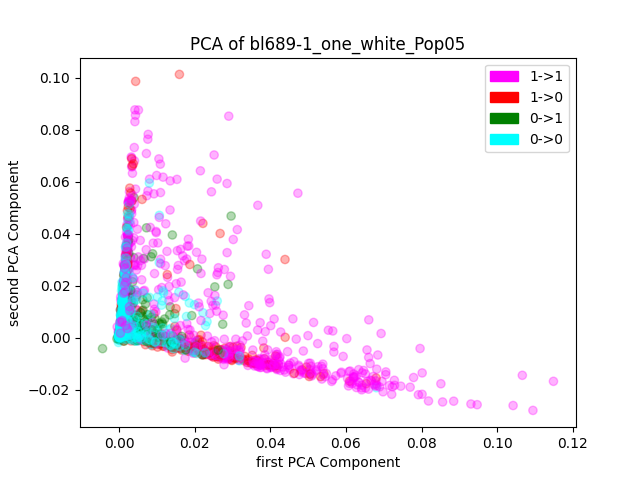 PCA of bl689-1_one_white_Pop05
1->1
1->0
0->1
0->0
0.10
0.08
0.06
0.04
0.02
0.00
−0.02
second PCA Component
0.00 0.02 0.04 0.06 0.08 0.10 0.12
first PCA Component